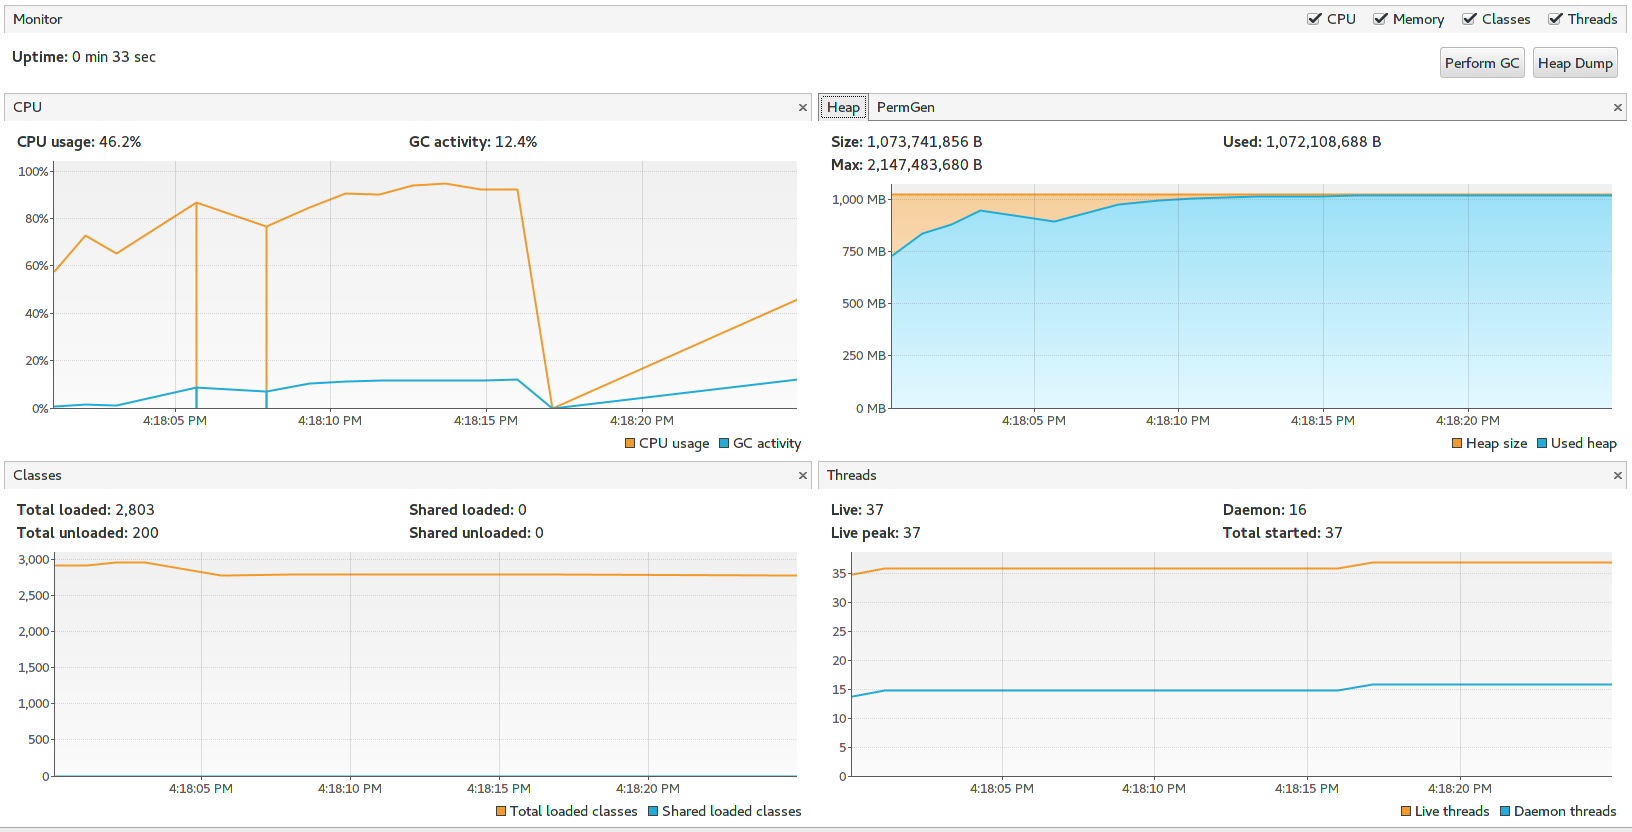 Monitor
CPU Memory Classes Threads
Uptime: 0 min 33 sec
Perform GC Heap Dump
CPU
CPU usage: 46.2% GC activity: 12.4%
100%
80%
60%
40%
20%
0%
4:18:05 PM 4:18:10 PM 4:18:15 PM 4:18:20 PM
CPU usage GC activity
Heap PermGen
Size: 1,073,741,856 B Used: 1,072,108,688 B
Max: 2,147,483,680 B
1,000 MB
750 MB
500 MB
250 MB
0 MB
4:18:05 PM 4:18:10 PM 4:18:15 PM 4:18:20 PM
Heap size Used heap
Classes
Total loaded: 2,803 Shared loaded: 0
Total unloaded: 200 Shared unloaded: 0
3,000
2,500
2,000
1,500
1,000
500
0
4:18:05 PM 4:18:10 PM 4:18:15 PM 4:18:20 PM
Total loaded classes Shared loaded classes
Threads
Live: 37 Daemon: 16
Live peak: 37 Total started: 37
35
30
25
20
15
10
5
0
4:18:05 PM 4:18:10 PM 4:18:15 PM 4:18:20 PM
Live threads Daemon threads